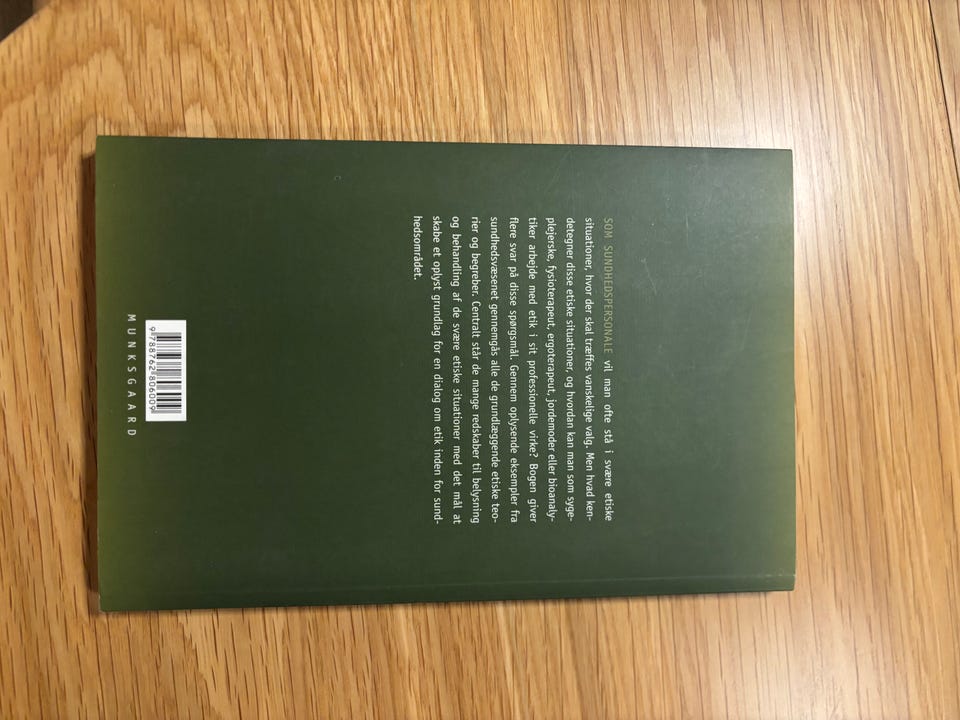 SOM SUNDHEDSPERSONALE vil man ofte stå i svære etiske
situationer, hvor der skal træffes vanskelige valg. Men hvad ken-
detegner disse etiske situationer, og hvordan kan man som syge-
plejerske, fysioterapeut, ergoterapeut, jordemoder eller bioanaly-
tiker arbejde med etik i sit professionelle virke? Bogen giver
flere svar på disse spørgsmål. Gennem oplysende eksempler fra
sundhedsvæsenet gennemgås alle de grundlæggende etiske teo-
rier og begreber. Centralt står de mange redskaber til belysning
og behandling af de svære etiske situationer med det mål at
skabe et oplyst grundlag for en dialog om etik inden for sund-
hedsområdet.
9788762806009
MUNKSGAARD